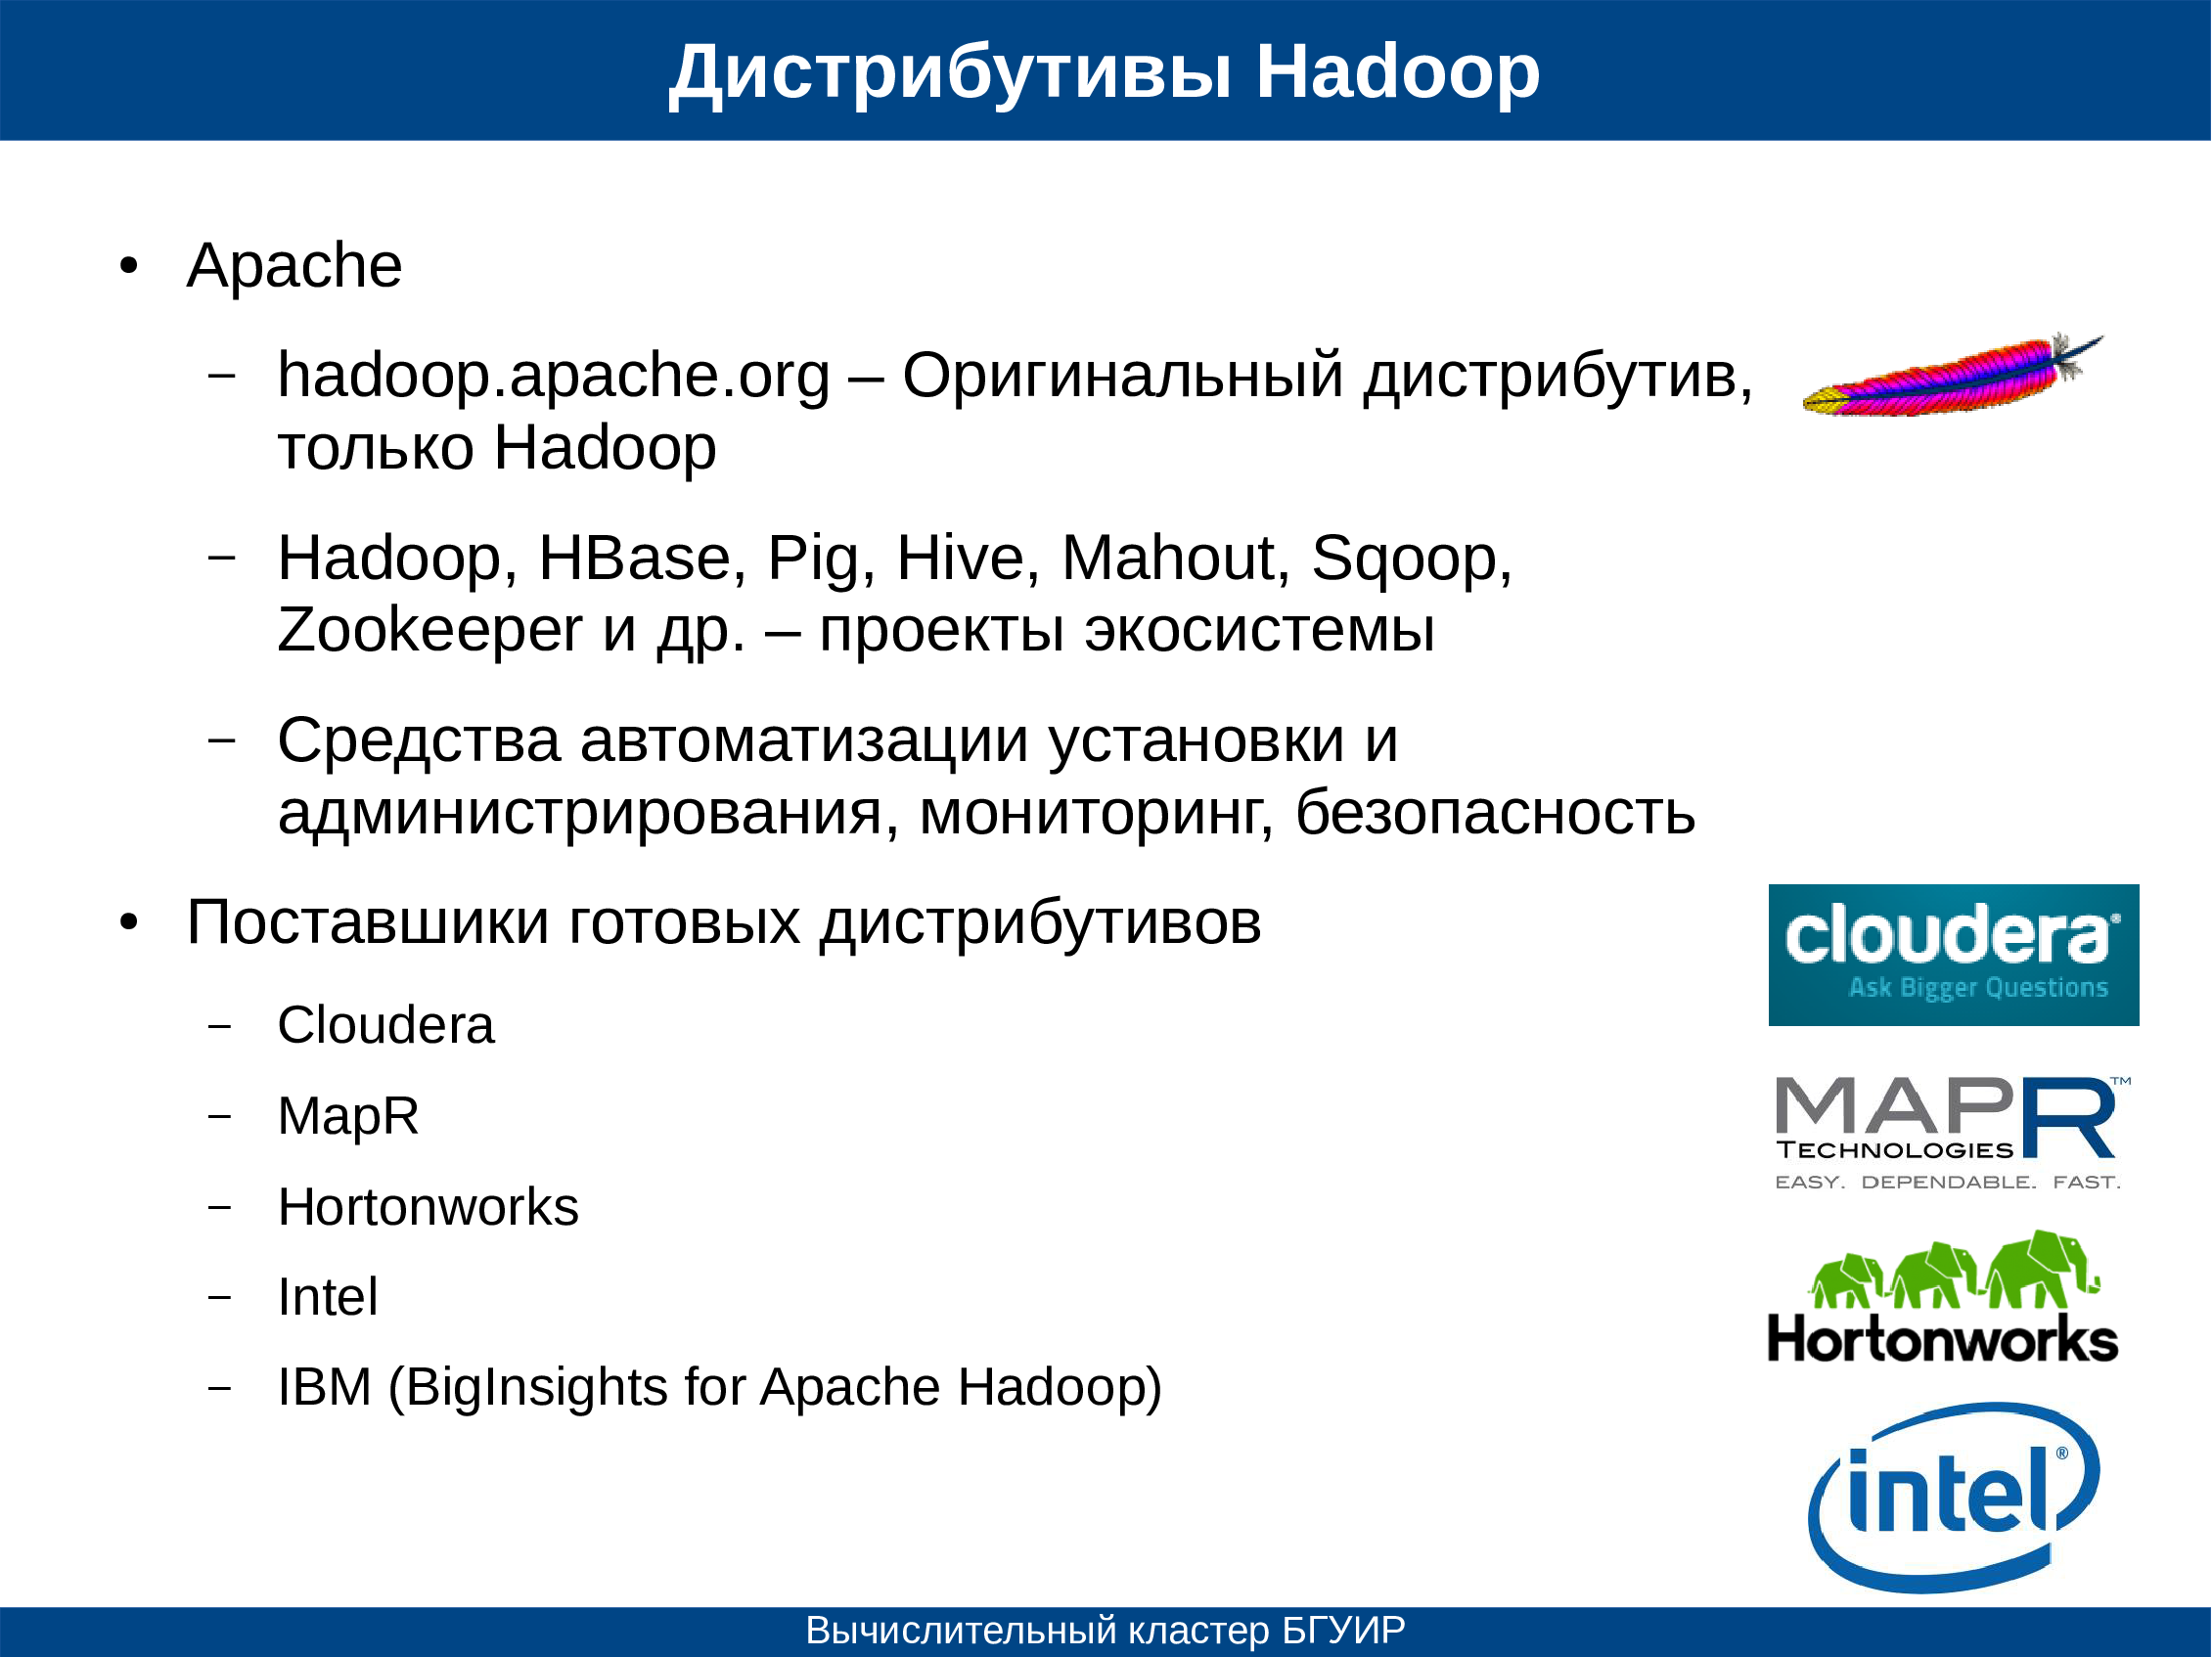 Дистрибутивы Hadoop
• Apache
– hadoop.apache.org – Оригинальный дистрибутив,
только Hadoop
– Hadoop, HBase, Pig, Hive, Mahout, Sqoop,
Zookeeper и др. – проекты экосистемы
– Средства автоматизации установки и
администрирования, мониторинг, безопасность
• Поставшики готовых дистрибутивов
– Cloudera
– MapR
– Hortonworks
– Intel
– IBM (BigInsights for Apache Hadoop)
cloudera®
Ask Bigger Questions
MAPR™
TECHNOLOGIES
EASY. DEPENDABLE. FAST.
Hortonworks
intel®
Вычислительный кластер БГУИР